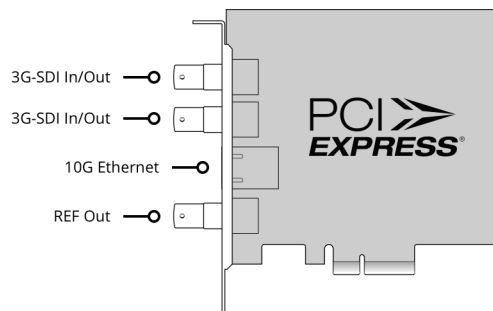 3G-SDI In/Out
3G-SDI In/Out
10G Ethernet
REF Out
PCI
EXPRESS®